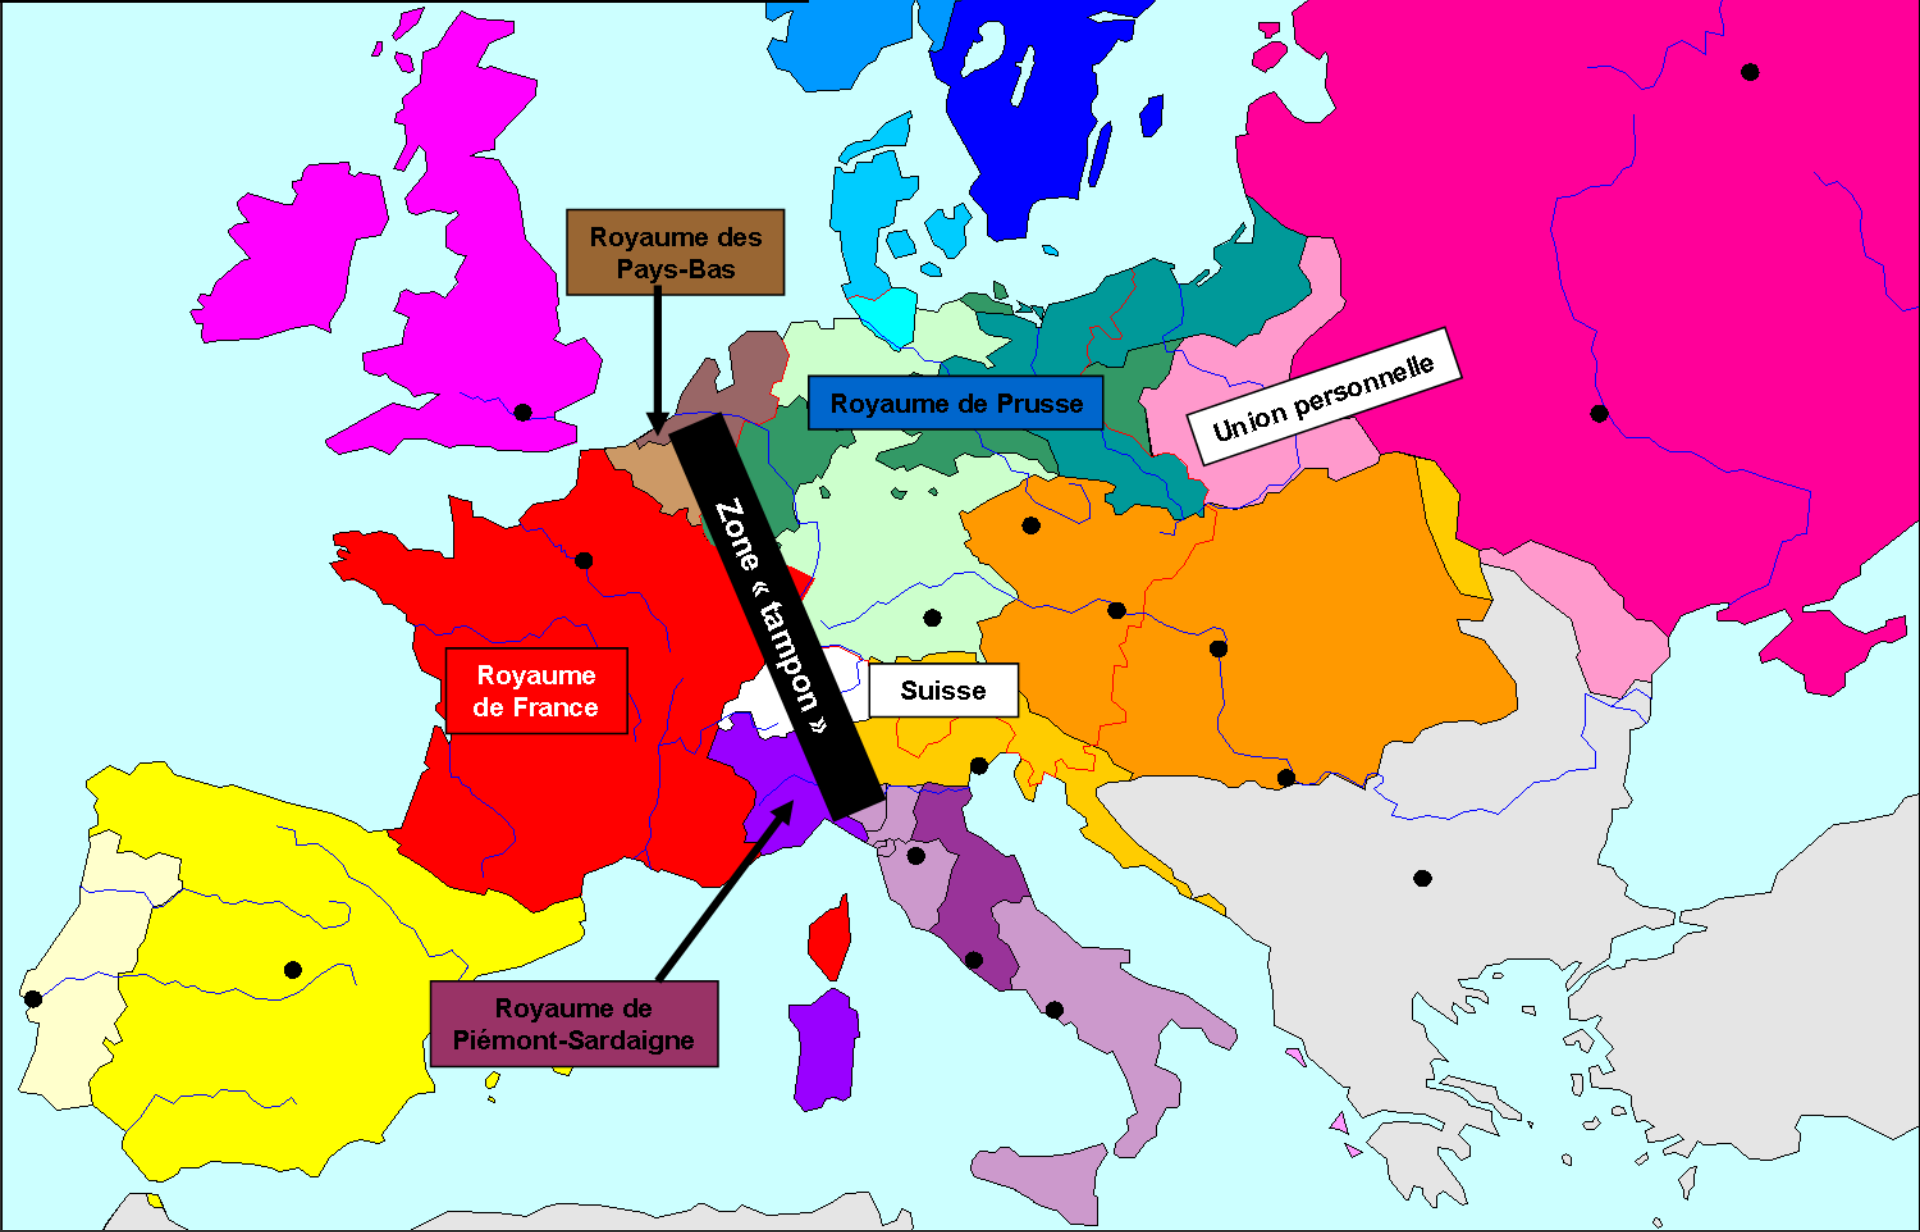 Royaume des
Pays-Bas
Union personnelle
Royaume de Prusse
Zone « tampon »
Royaume
de France
Suisse
Royaume de
Piémont-Sardaigne